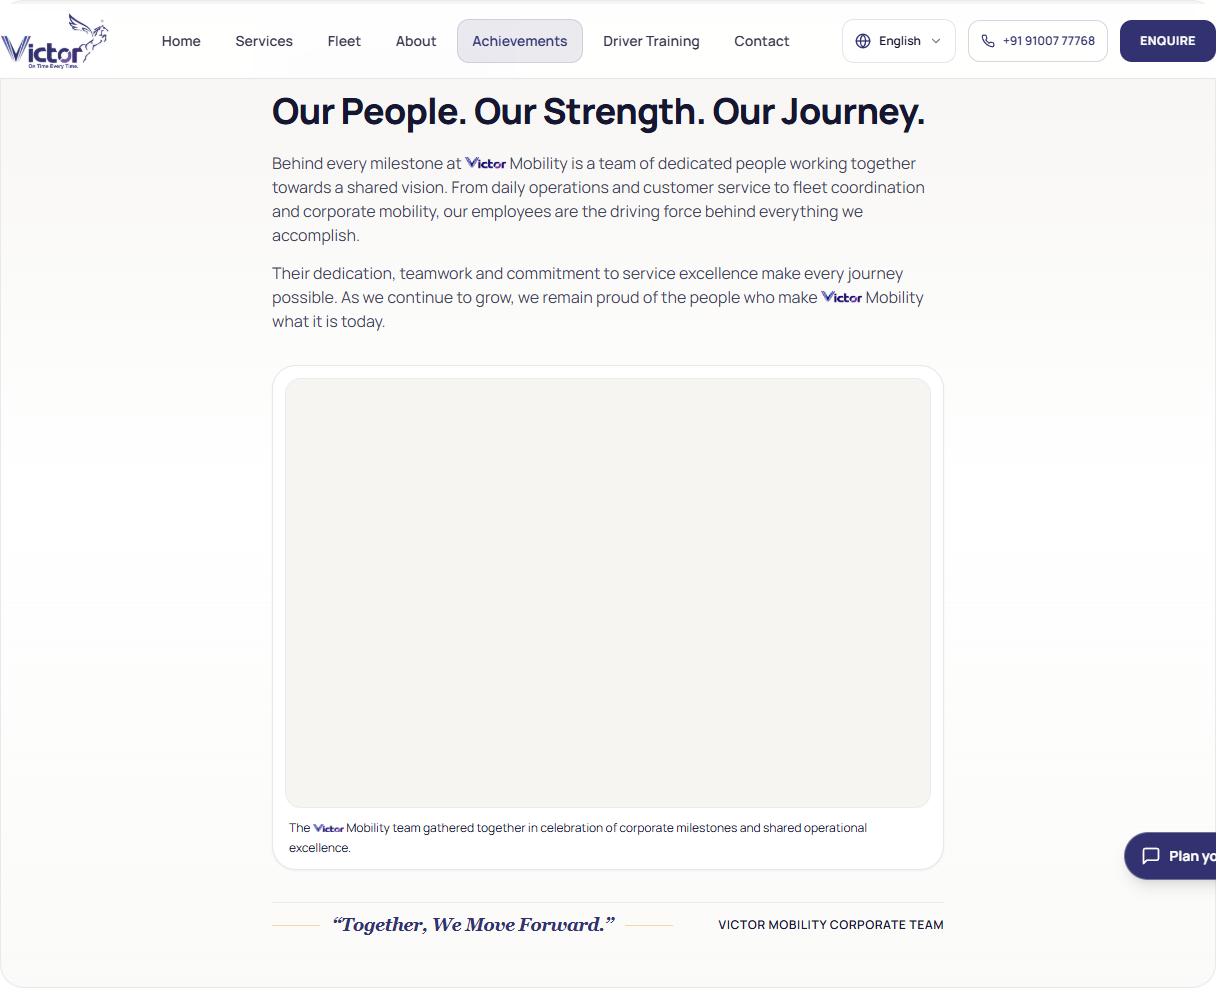 Victor
On Time Every Time.
Home
Services
Fleet
About
Achievements
Driver Training
Contact
English
+91 91007 77768
ENQUIRE
Our People. Our Strength. Our Journey.
Behind every milestone at Victor Mobility is a team of dedicated people working together
towards a shared vision. From daily operations and customer service to fleet coordination
and corporate mobility, our employees are the driving force behind everything we
accomplish.
Their dedication, teamwork and commitment to service excellence make every journey
possible. As we continue to grow, we remain proud of the people who make Victor Mobility
what it is today.
The Victor Mobility team gathered together in celebration of corporate milestones and shared operational
excellence.
Plan yo
“Together, We Move Forward.”
VICTOR MOBILITY CORPORATE TEAM